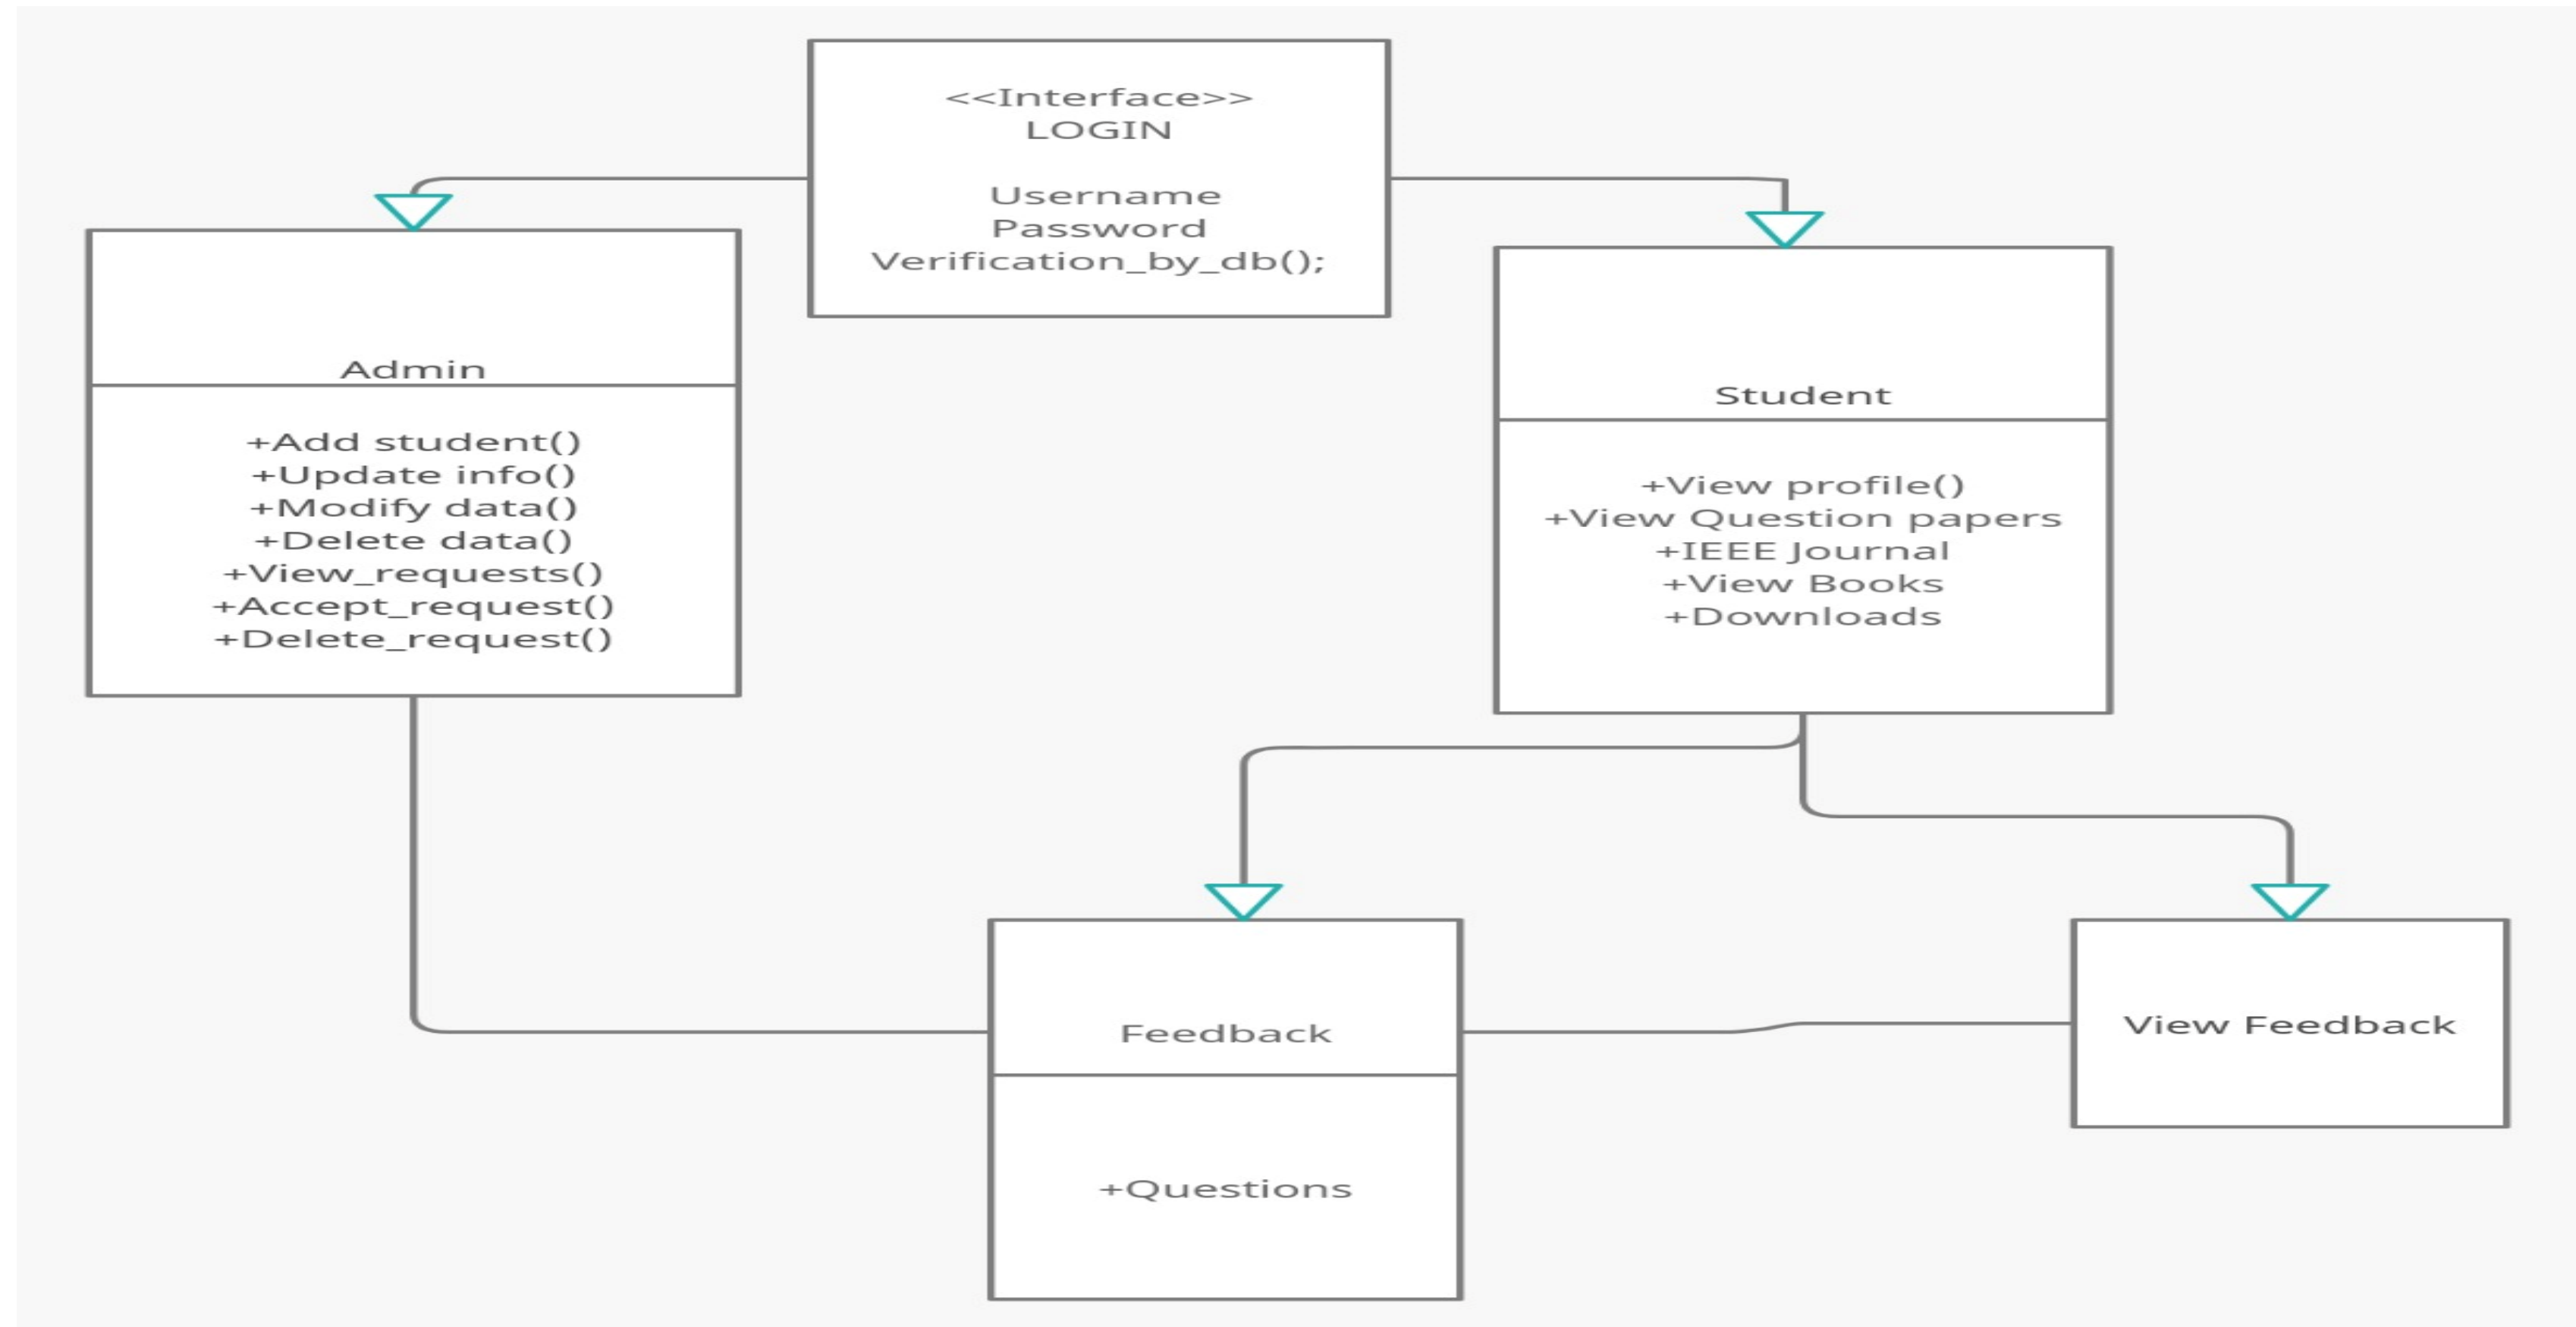 <<Interface>>
LOGIN
Username
Password
Verification_by_db();
Admin
+Add student()
+Update info()
+Modify data()
+Delete data()
+View_requests()
+Accept_request()
+Delete_request()
Student
+View profile()
+View Question papers
+IEEE Journal
+View Books
+Downloads
Feedback
+Questions
View Feedback